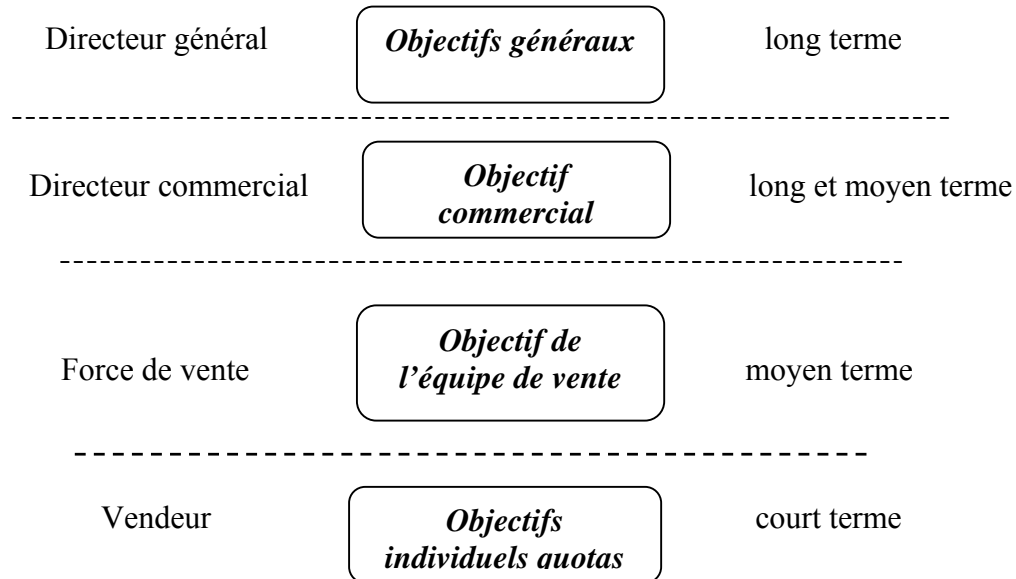 Directeur général Objectifs généraux long terme
Directeur commercial Objectif commercial long et moyen terme
Force de vente Objectif de l’équipe de vente moyen terme
Vendeur Objectifs individuels quotas court terme